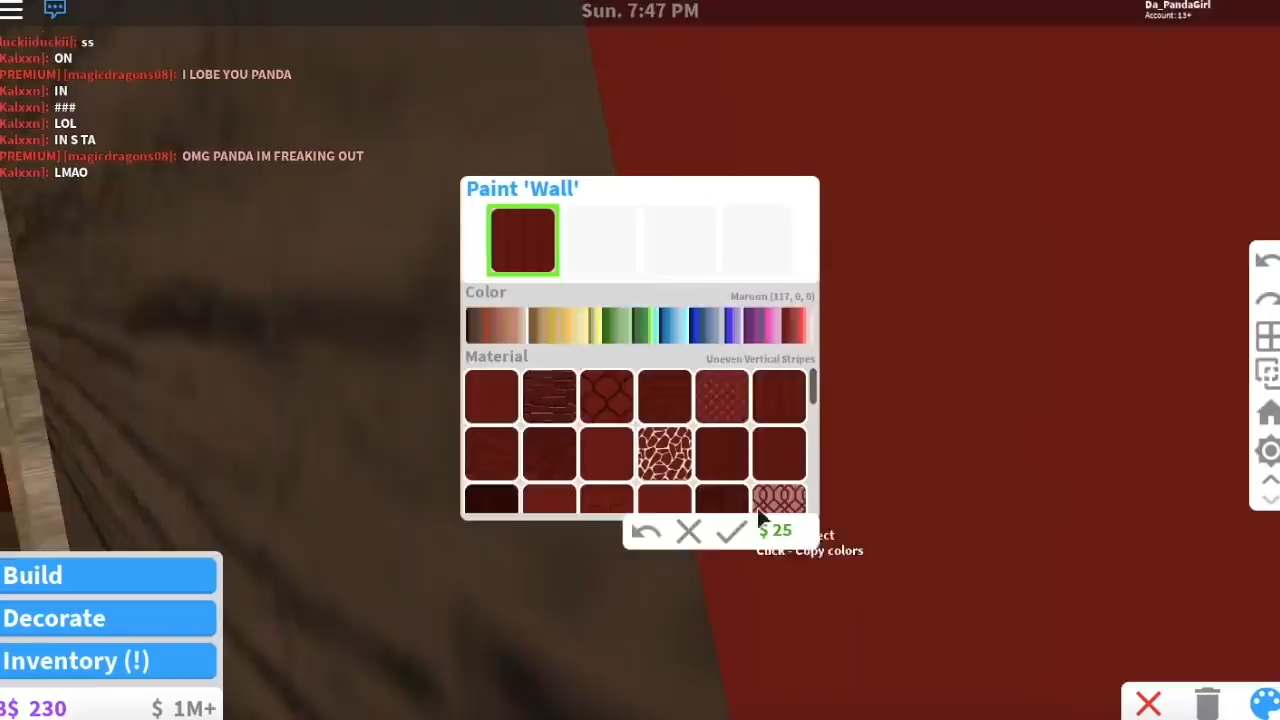 Sun. 7:47 PM
Da_PandaGirl
Account: 13+
luckiiduckii]: ss
Kalxxn]: ON
PREMIUM] [magicdragons08]: I LOBE YOU PANDA
Kalxxn]: IN
Kalxxn]: ###
Kalxxn]: LOL
Kalxxn]: IN S TA
PREMIUM] [magicdragons08]: OMG PANDA IM FREAKING OUT
Kalxxn]: LMAO
Paint 'Wall'
Color
Maroon (117, 0, 0)
Material
Uneven Vertical Stripes
$ 25
ect
Click - Copy colors
Build
Decorate
Inventory (!)
B$ 230
$ 1M+